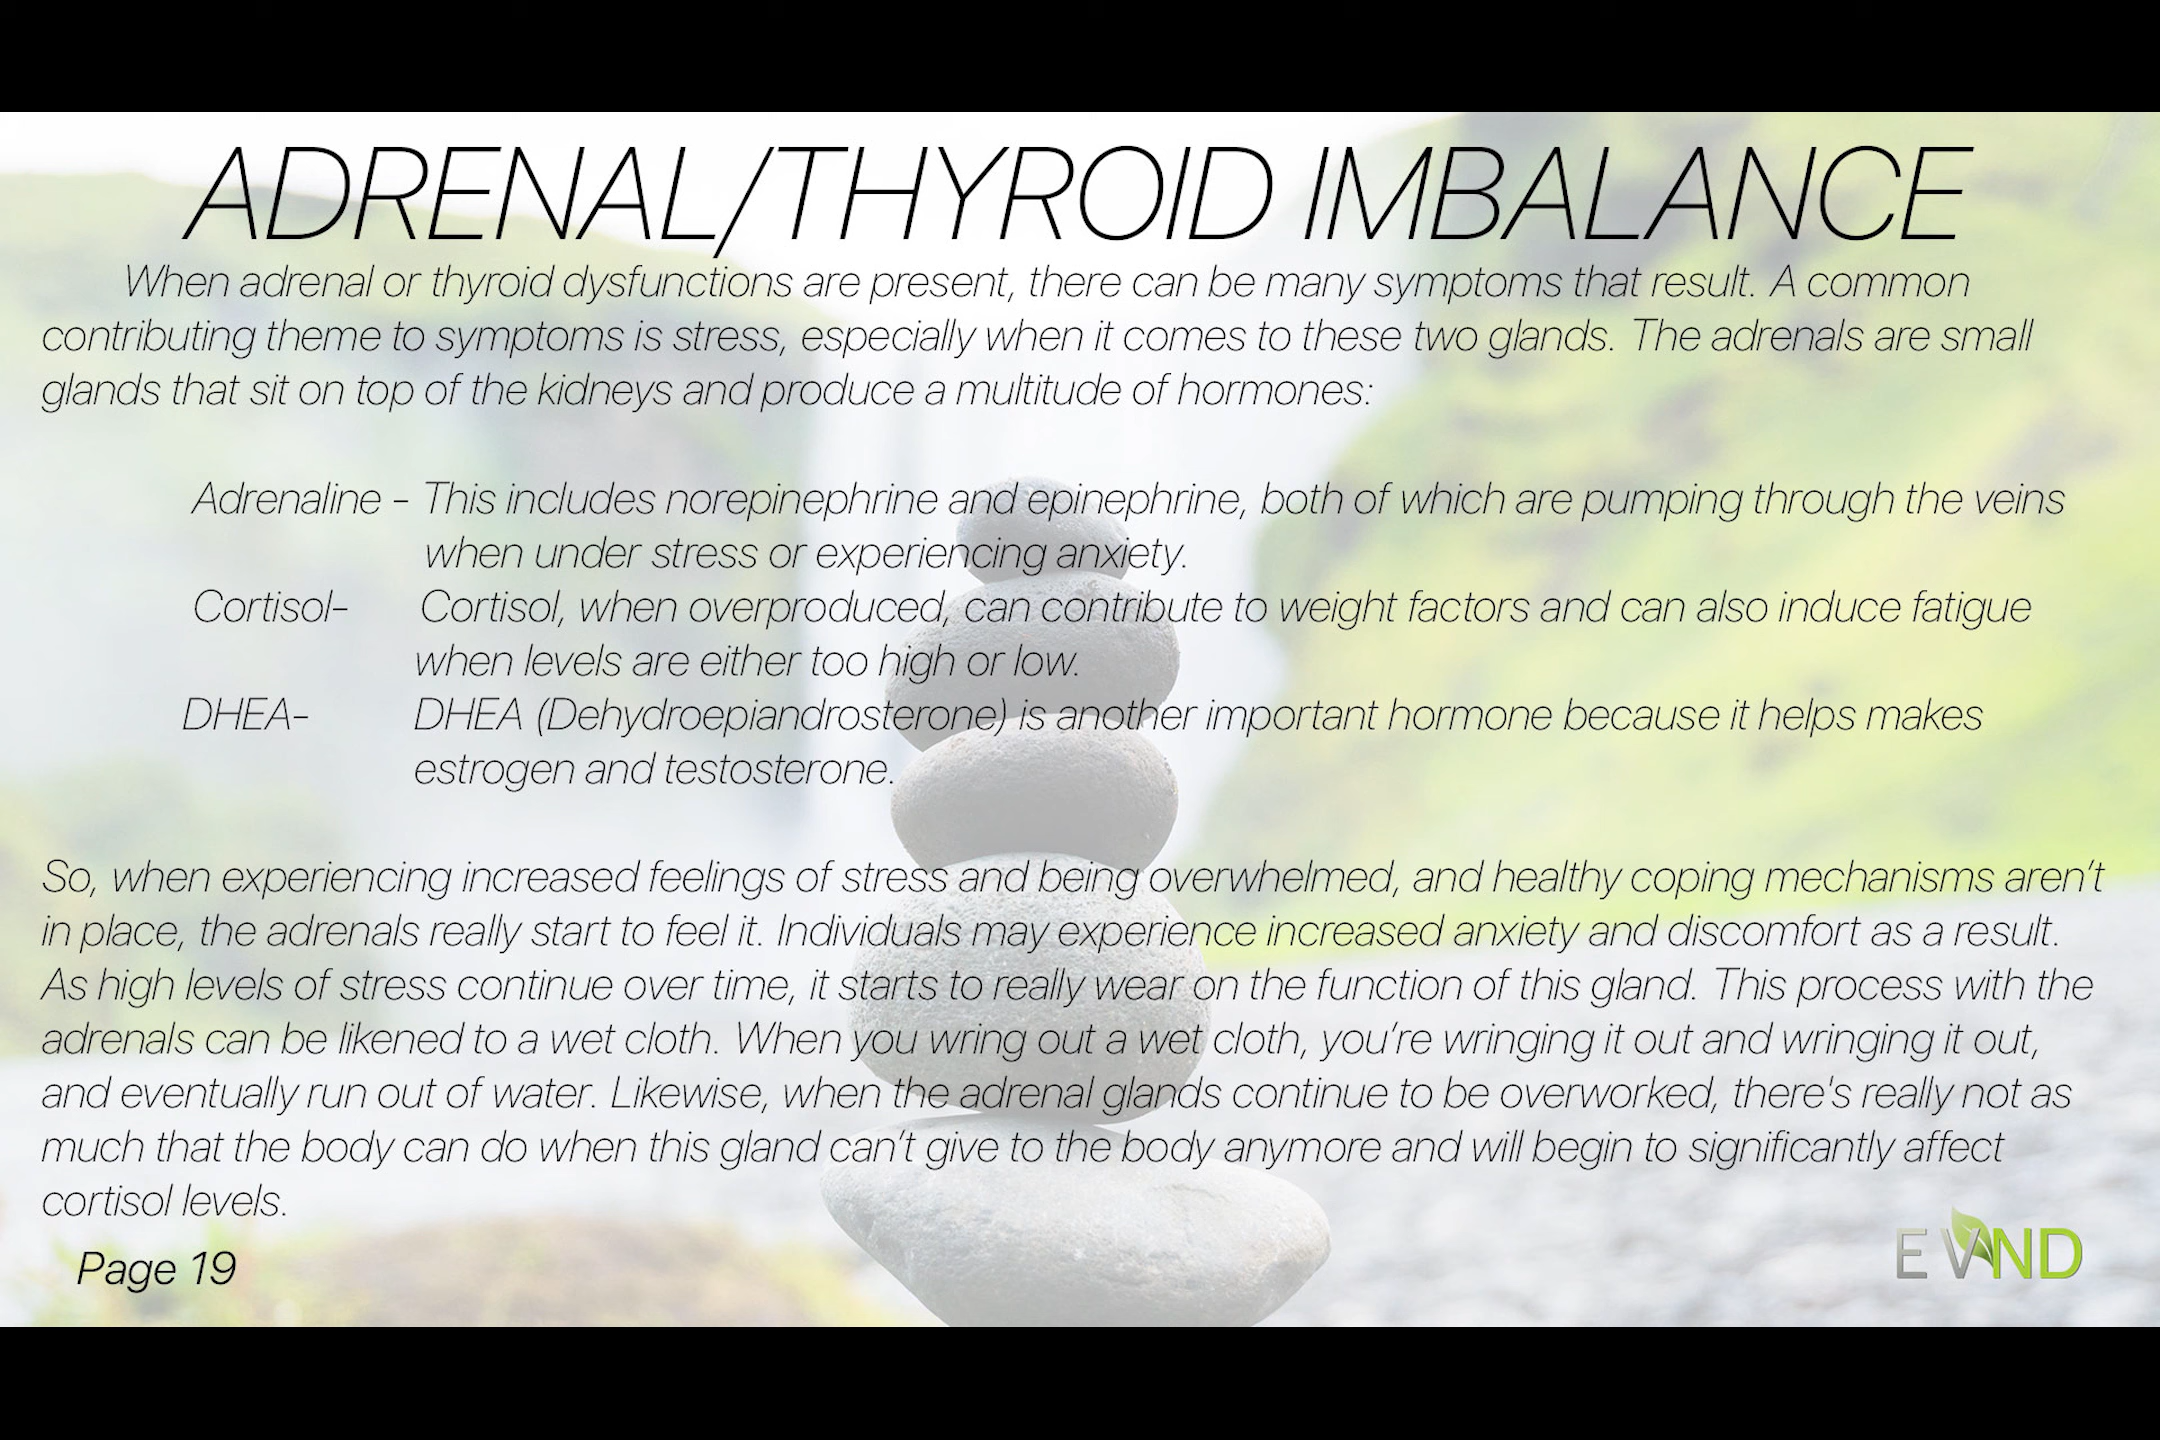 ADRENAL/THYROID IMBALANCE
When adrenal or thyroid dysfunctions are present, there can be many symptoms that result. A common
contributing theme to symptoms is stress, especially when it comes to these two glands. The adrenals are small
glands that sit on top of the kidneys and produce a multitude of hormones:
Adrenaline - This includes norepinephrine and epinephrine, both of which are pumping through the veins
when under stress or experiencing anxiety.
Cortisol- Cortisol, when overproduced, can contribute to weight factors and can also induce fatigue
when levels are either too high or low.
DHEA- DHEA (Dehydroepiandrosterone) is another important hormone because it helps makes
estrogen and testosterone.
So, when experiencing increased feelings of stress and being overwhelmed, and healthy coping mechanisms aren’t
in place, the adrenals really start to feel it. Individuals may experience increased anxiety and discomfort as a result.
As high levels of stress continue over time, it starts to really wear on the function of this gland. This process with the
adrenals can be likened to a wet cloth. When you wring out a wet cloth, you’re wringing it out and wringing it out,
and eventually run out of water. Likewise, when the adrenal glands continue to be overworked, there's really not as
much that the body can do when this gland can’t give to the body anymore and will begin to significantly affect
cortisol levels.
Page 19
EVND